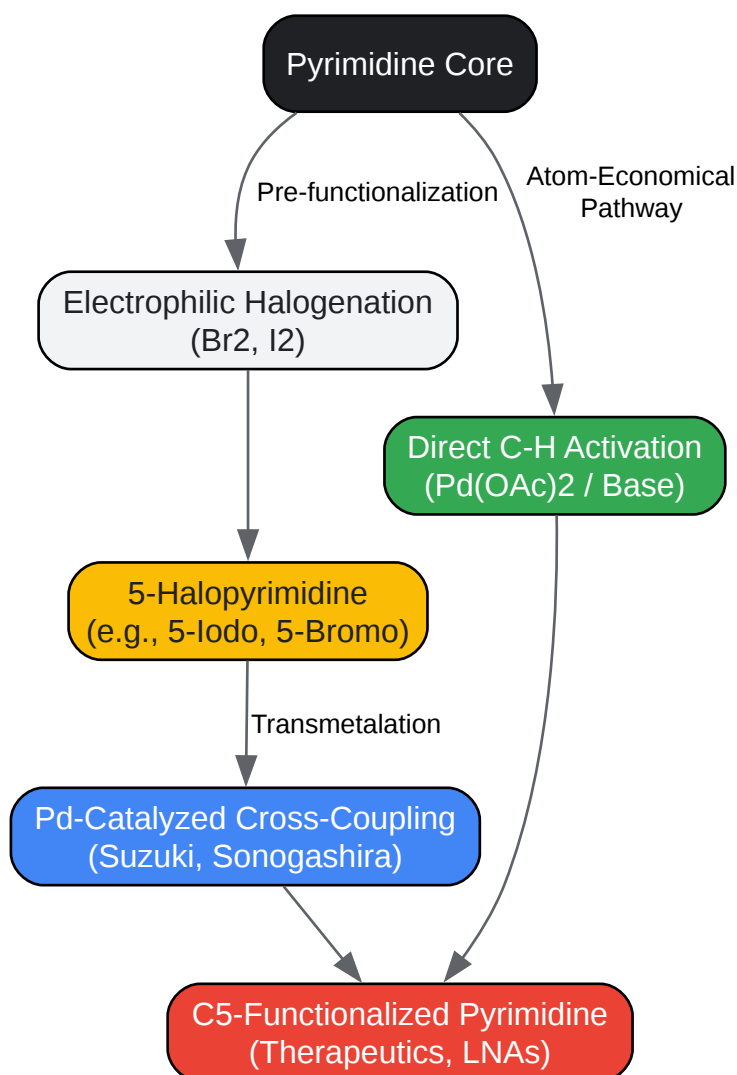 Pyrimidine Core
Pre-functionalization
Atom-Economical
Pathway
Electrophilic Halogenation
(Br2, I2)
Direct C-H Activation
(Pd(OAc)2 / Base)
5-Halopyrimidine
(e.g., 5-Iodo, 5-Bromo)
Transmetalation
Pd-Catalyzed Cross-Coupling
(Suzuki, Sonogashira)
C5-Functionalized Pyrimidine
(Therapeutics, LNAs)